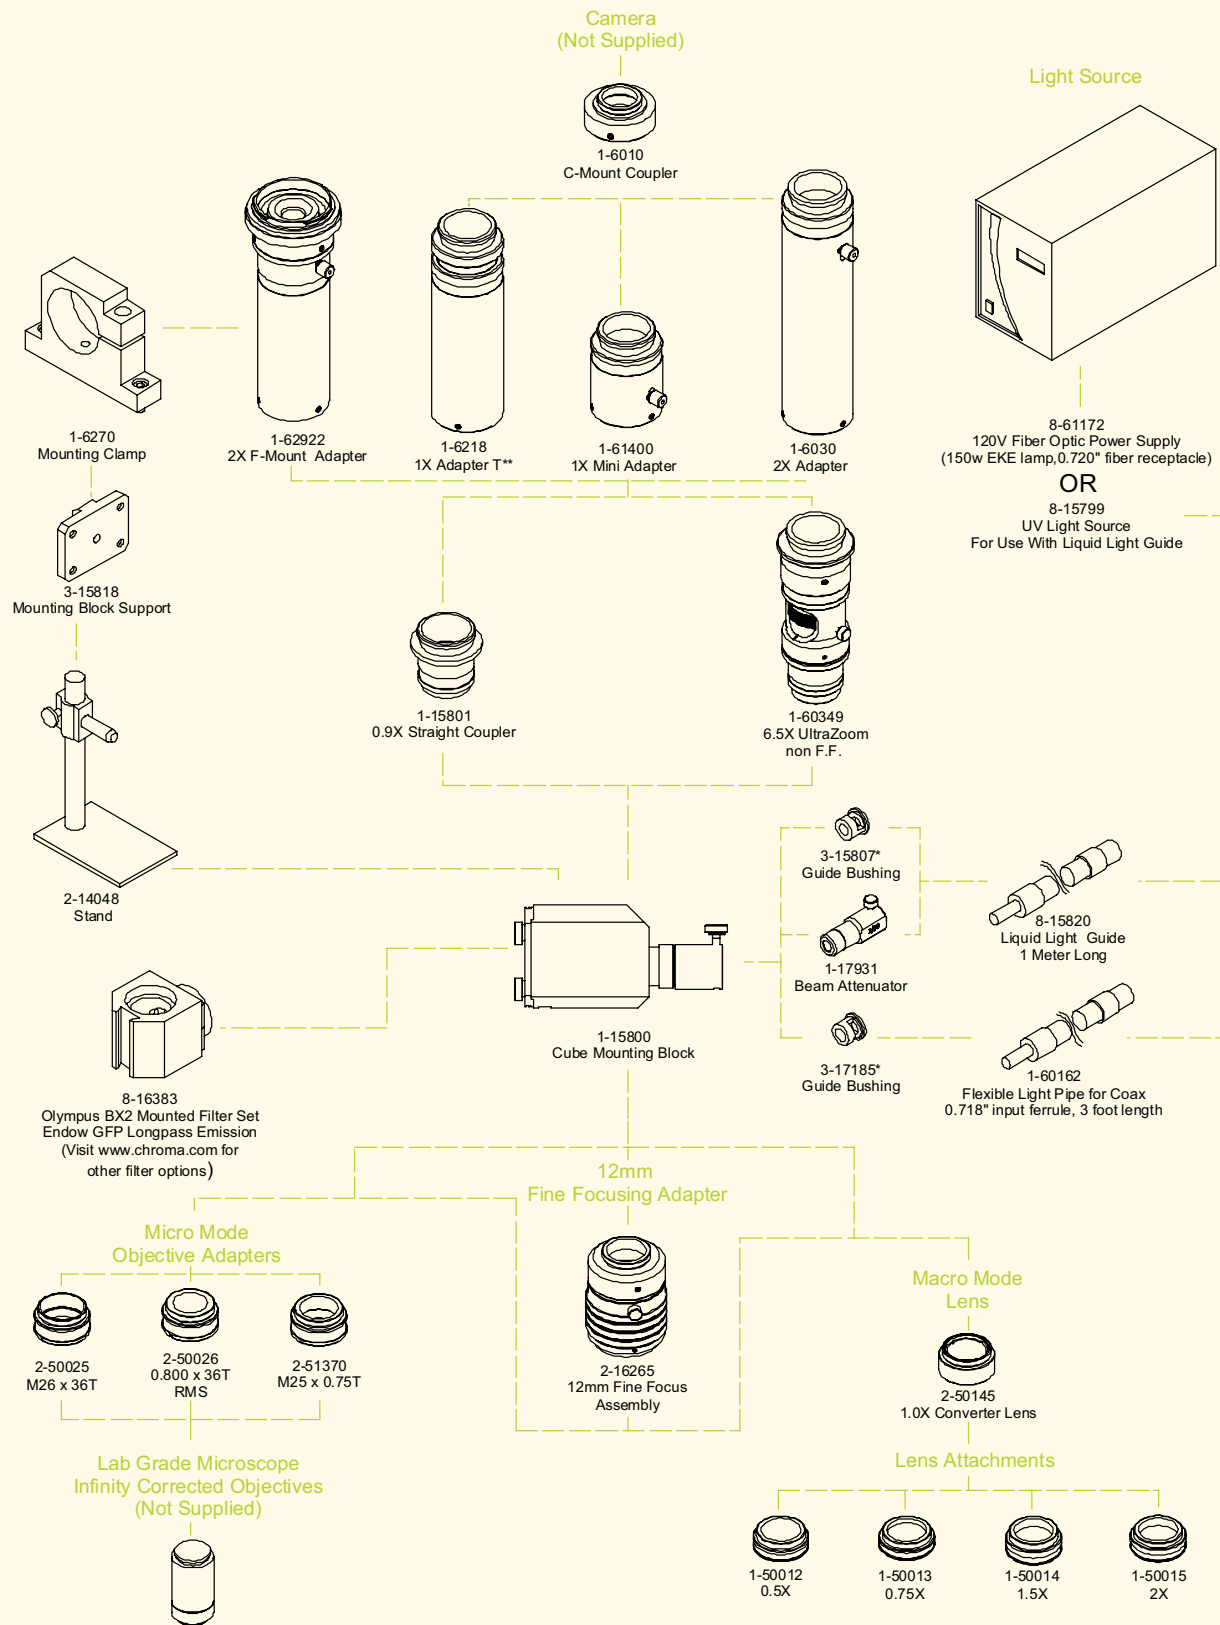 Camera
(Not Supplied)
Light Source
1-6010
C-Mount Coupler
1-6270
Mounting Clamp
1-62922
2X F-Mount Adapter
1-6218
1X Adapter T**
1-61400
1X Mini Adapter
1-6030
2X Adapter
8-61172
120V Fiber Optic Power Supply
(150w EKE lamp,0.720" fiber receptacle)
OR
8-15799
UV Light Source
For Use With Liquid Light Guide
3-15818
Mounting Block Support
1-15801
0.9X Straight Coupler
1-60349
6.5X UltraZoom
non F.F.
2-14048
Stand
3-15807*
Guide Bushing
8-15820
Liquid Light Guide
1 Meter Long
1-17931
Beam Attenuator
1-15800
Cube Mounting Block
3-17185*
Guide Bushing
1-60162
Flexible Light Pipe for Coax
0.718" input ferrule, 3 foot length
8-16383
Olympus BX2 Mounted Filter Set
Endow GFP Longpass Emission
(Visit www.chroma.com for
other filter options)
12mm
Fine Focusing Adapter
Micro Mode
Objective Adapters
Macro Mode
Lens
2-50025
M26 x 36T
2-50026
0.800 x 36T
RMS
2-51370
M25 x 0.75T
2-16265
12mm Fine Focus
Assembly
2-50145
1.0X Converter Lens
Lab Grade Microscope
Infinity Corrected Objectives
(Not Supplied)
Lens Attachments
1-50012
0.5X
1-50013
0.75X
1-50014
1.5X
1-50015
2X